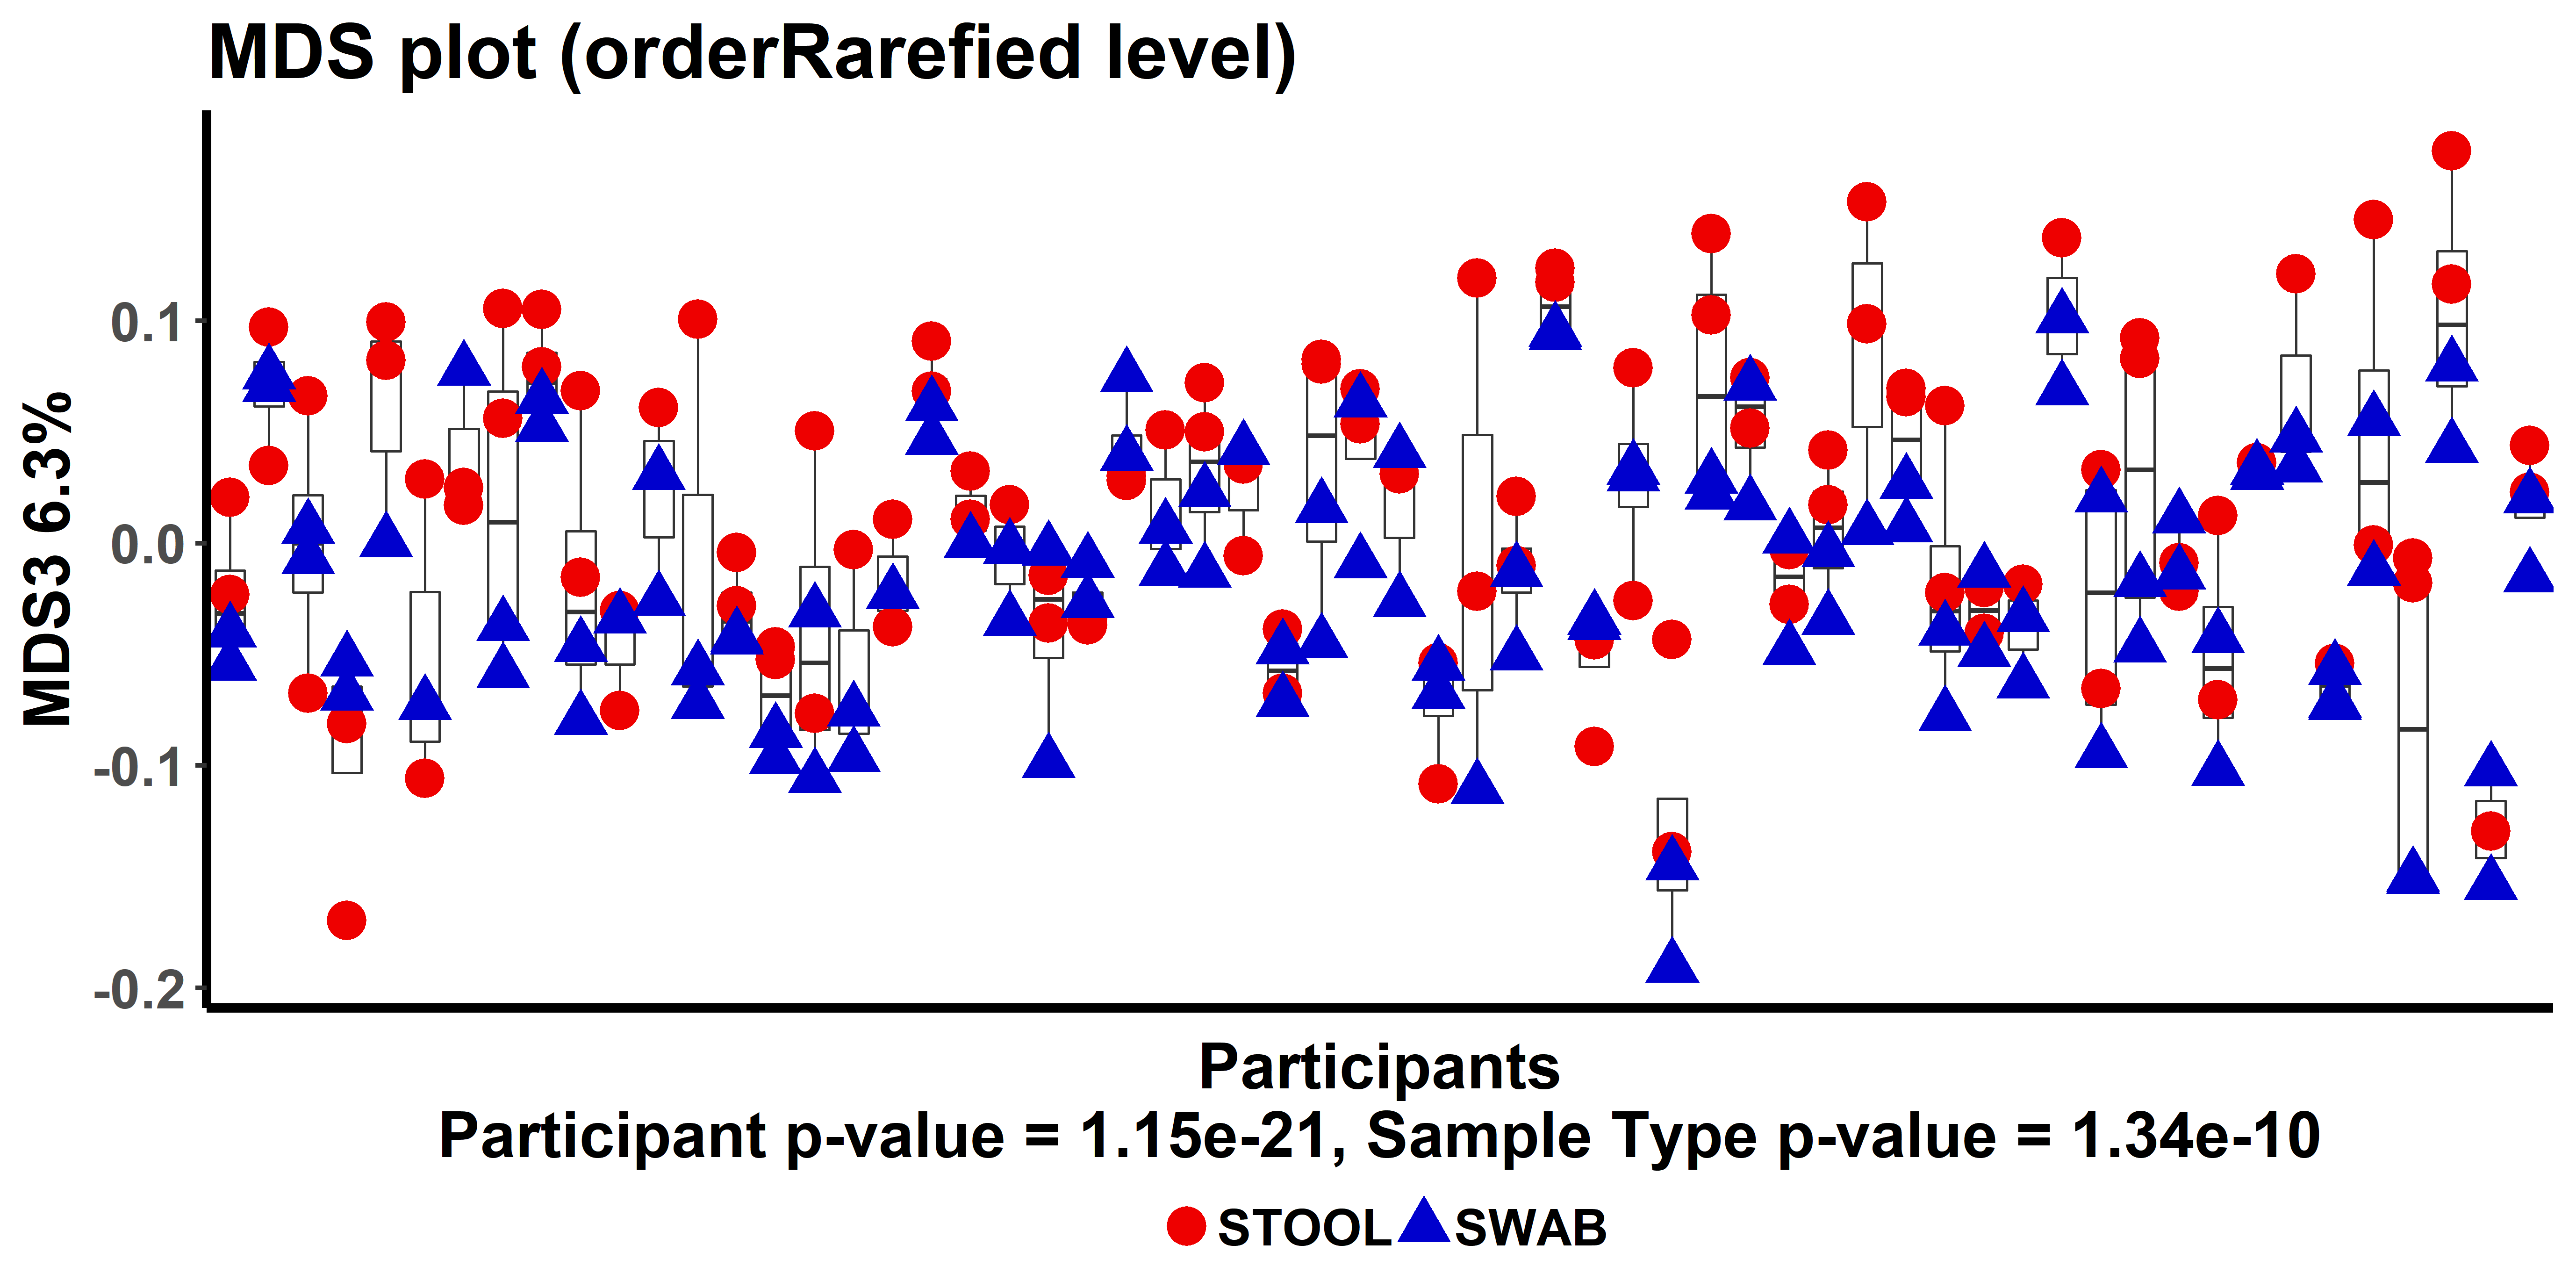 MDS plot (orderRarefied level)
MDS3 6.3%
0.1
0.0
-0.1
-0.2
Participants
Participant p-value = 1.15e-21, Sample Type p-value = 1.34e-10
STOOL SWAB